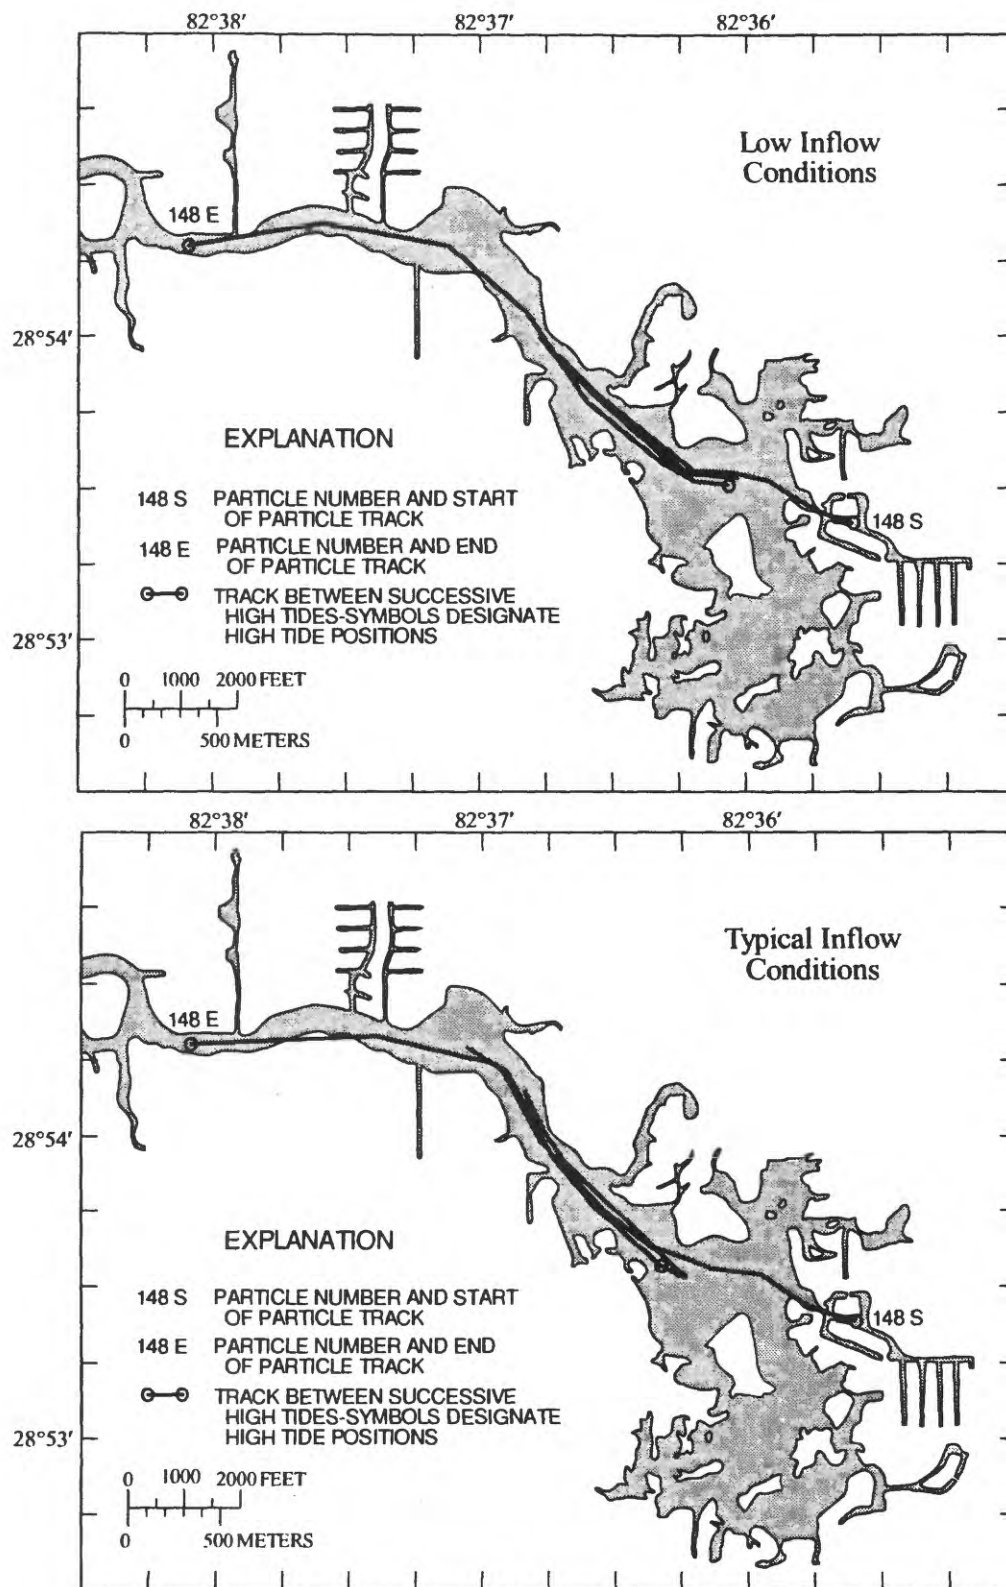 82°38′ 82°37′ 82°36′
Low Inflow
Conditions
148 E
28°54′
EXPLANATION
148 S PARTICLE NUMBER AND START
OF PARTICLE TRACK
148 E PARTICLE NUMBER AND END
OF PARTICLE TRACK
TRACK BETWEEN SUCCESSIVE
HIGH TIDES-SYMBOLS DESIGNATE
HIGH TIDE POSITIONS
148 S
28°53′
0 1000 2000 FEET
0 500 METERS
82°38′ 82°37′ 82°36′
Typical Inflow
Conditions
148 E
28°54′
EXPLANATION
148 S PARTICLE NUMBER AND START
OF PARTICLE TRACK
148 E PARTICLE NUMBER AND END
OF PARTICLE TRACK
TRACK BETWEEN SUCCESSIVE
HIGH TIDES-SYMBOLS DESIGNATE
HIGH TIDE POSITIONS
148 S
28°53′
0 1000 2000 FEET
0 500 METERS